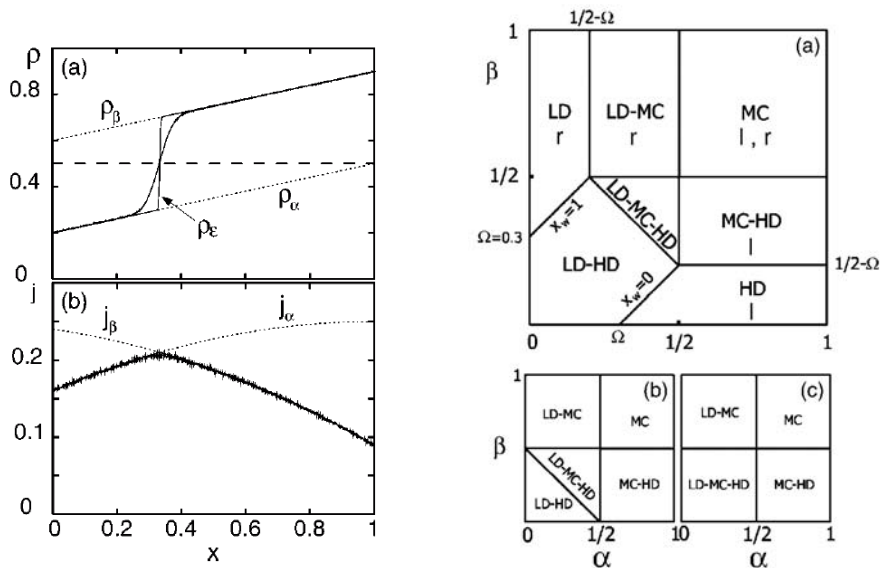 ρ
(a)
0.8
ρβ
0.4
ρα
ρε
0
j
(b)
jβ
jα
0.2
0.1
0
0
0.2
0.4
0.6
0.8
1
x
1/2-Ω
1
(a)
β
LD
r
LD-MC
r
MC
l , r
1/2
xw=1
LD-MC-HD
MC-HD
l
Ω=0.3
LD-HD
1/2-Ω
xw=0
HD
l
0
Ω
1/2
1
1
(b)
LD-MC
MC
β
LD-MC-HD
LD-HD
MC-HD
0
1/2
1
α
(c)
LD-MC
MC
LD-MC-HD
MC-HD
0
1/2
1
α